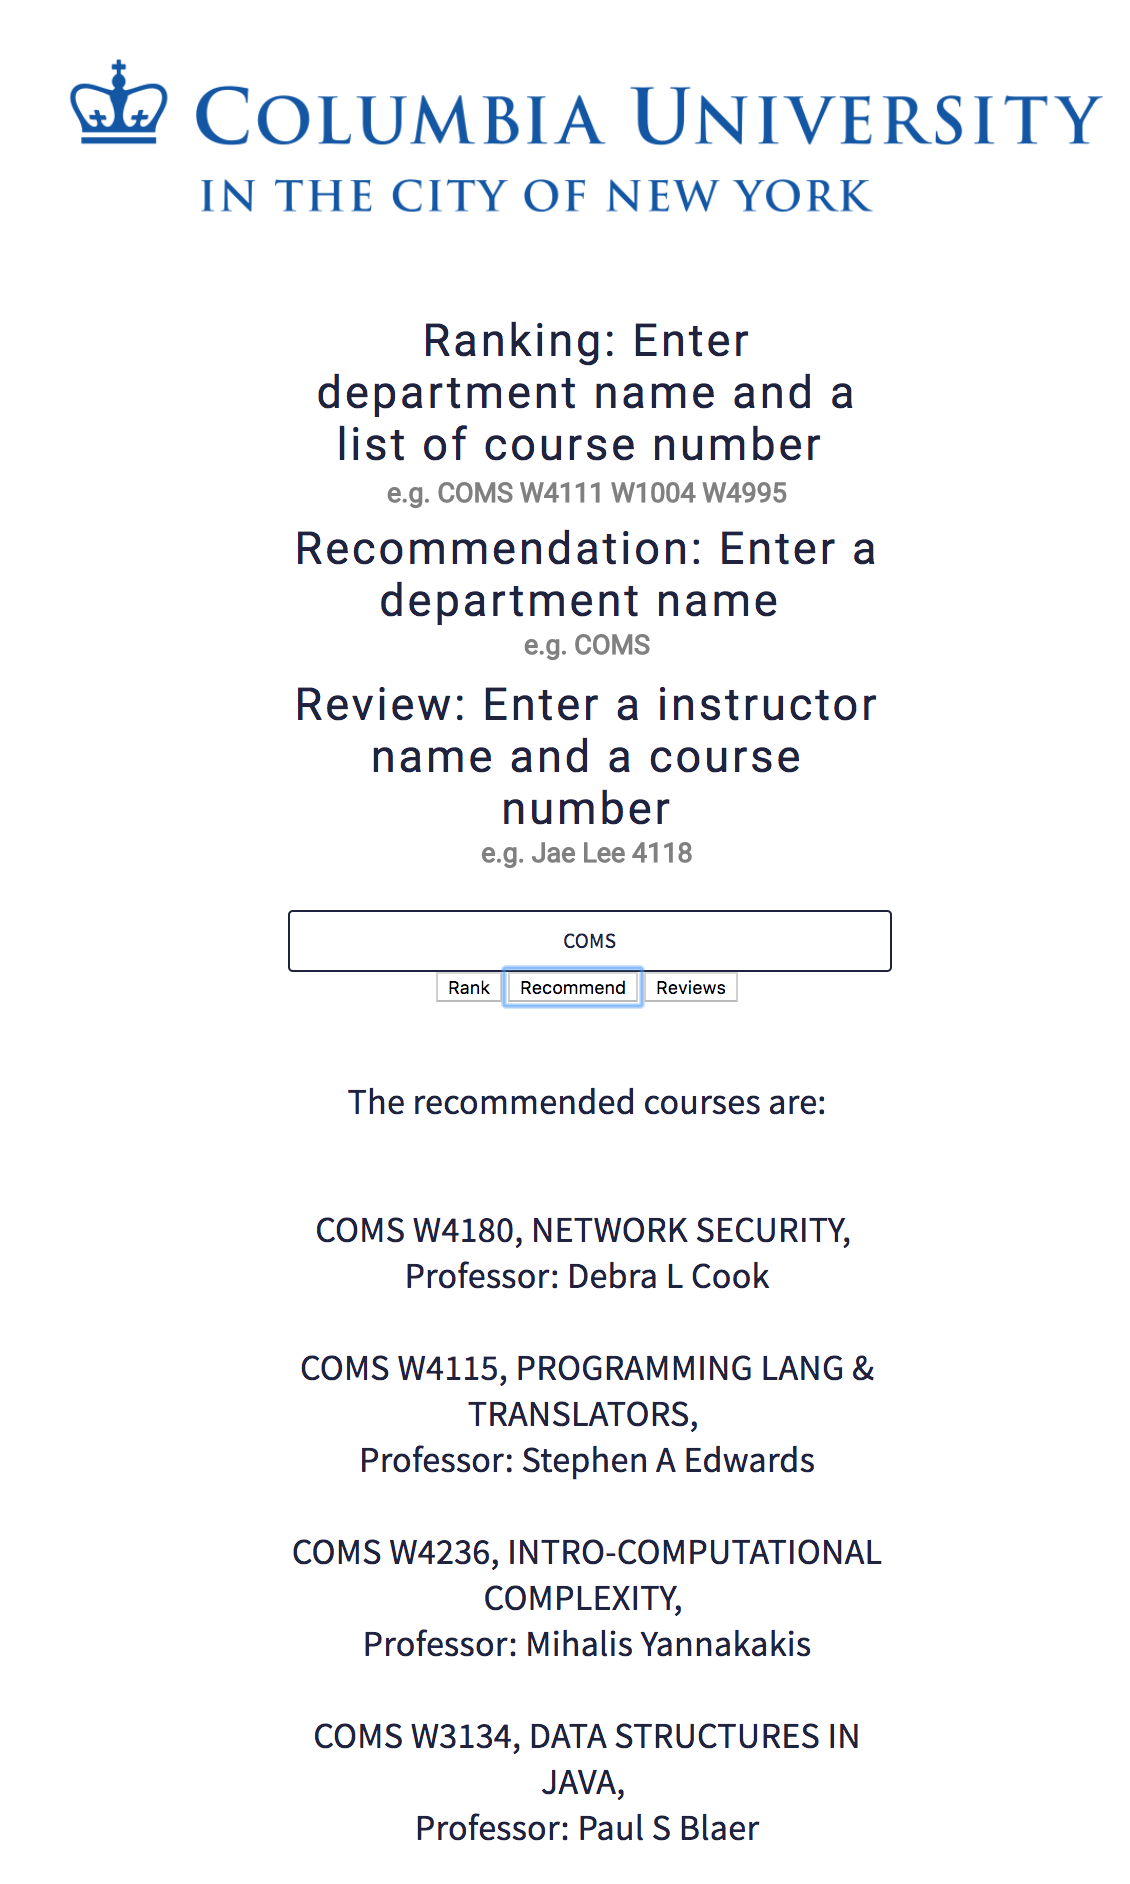 COLUMBIA UNIVERSITY
IN THE CITY OF NEW YORK
Ranking: Enter
department name and a
list of course number
e.g. COMS W4111 W1004 W4995
Recommendation: Enter a
department name
e.g. COMS
Review: Enter a instructor
name and a course
number
e.g. Jae Lee 4118
COMS
Rank Recommend Reviews
The recommended courses are:
COMS W4180, NETWORK SECURITY,
Professor: Debra L Cook
COMS W4115, PROGRAMMING LANG &
TRANSLATORS,
Professor: Stephen A Edwards
COMS W4236, INTRO-COMPUTATIONAL
COMPLEXITY,
Professor: Mihalis Yannakakis
COMS W3134, DATA STRUCTURES IN
JAVA,
Professor: Paul S Blaer